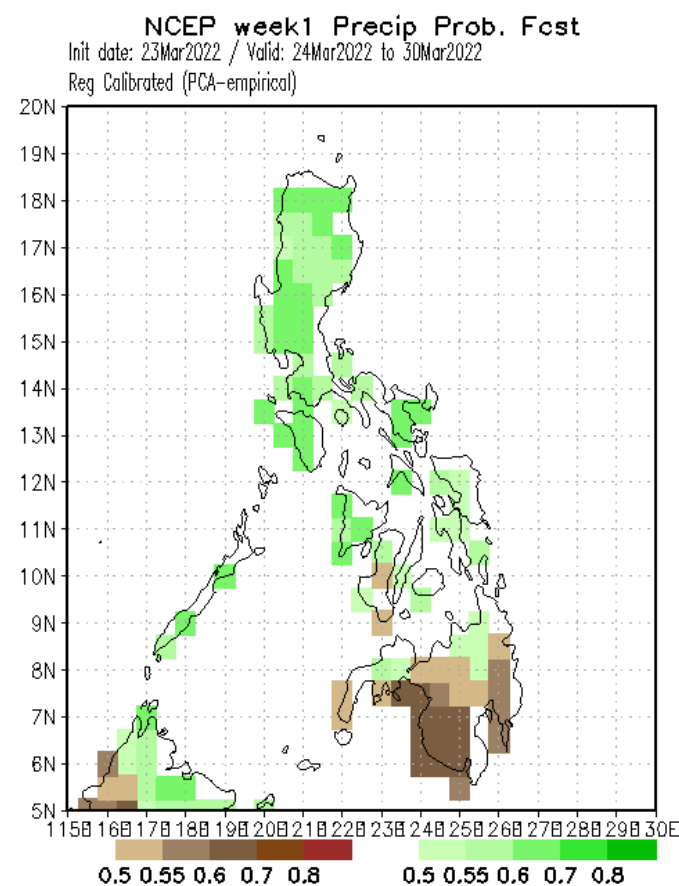 NCEP week1 Precip Prob. Fcst
Init date: 23Mar2022 / Valid: 24Mar2022 to 30Mar2022
Reg Calibrated (PCA-empirical)
20N
19N
18N
17N
16N
15N
14N
13N
12N
11N
10N
9N
8N
7N
6N
5N
115E 116E 117E 118E 119E 120E 121E 122E 123E 124E 125E 126E 127E 128E 129E 130E
0.5 0.55 0.6 0.7 0.8 0.5 0.55 0.6 0.7 0.8